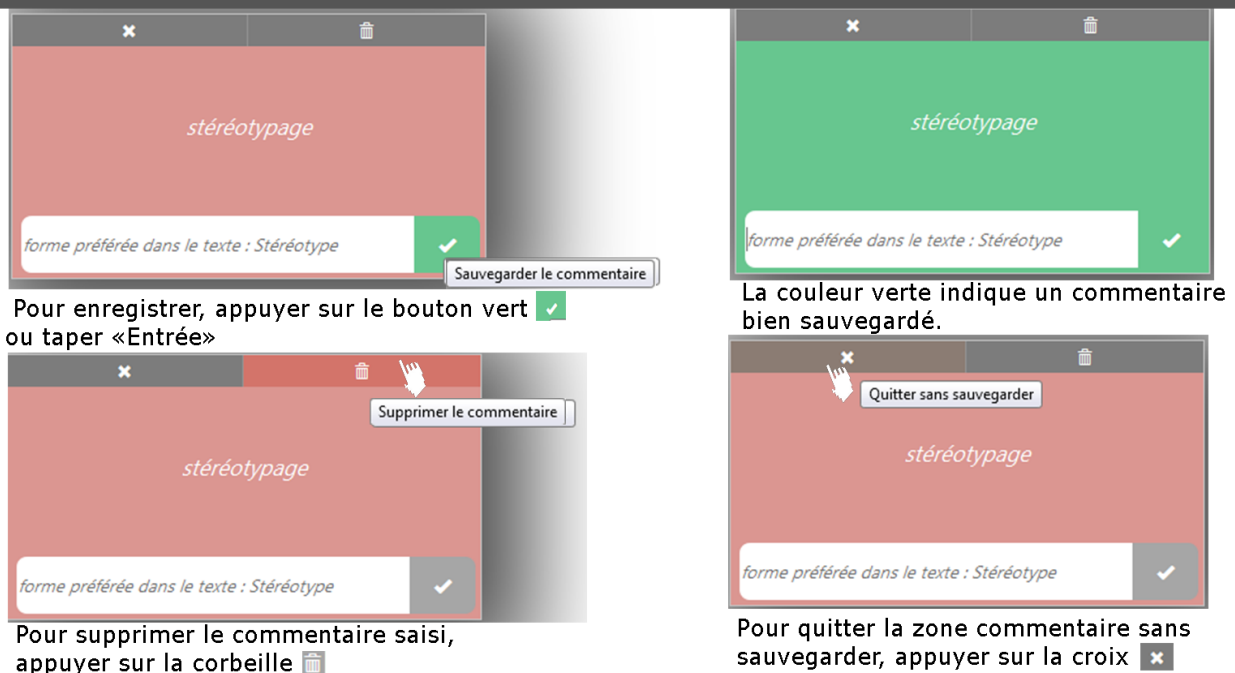 stéréotypage
forme préférée dans le texte : Stéréotype
Sauvegarder le commentaire
Pour enregistrer, appuyer sur le bouton vert
ou taper «Entrée»
stéréotypage
forme préférée dans le texte : Stéréotype
La couleur verte indique un commentaire
bien sauvegardé.
Supprimer le commentaire
stéréotypage
forme préférée dans le texte : Stéréotype
Pour supprimer le commentaire saisi,
appuyer sur la corbeille
Quitter sans sauvegarder
stéréotypage
forme préférée dans le texte : Stéréotype
Pour quitter la zone commentaire sans
sauvegarder, appuyer sur la croix